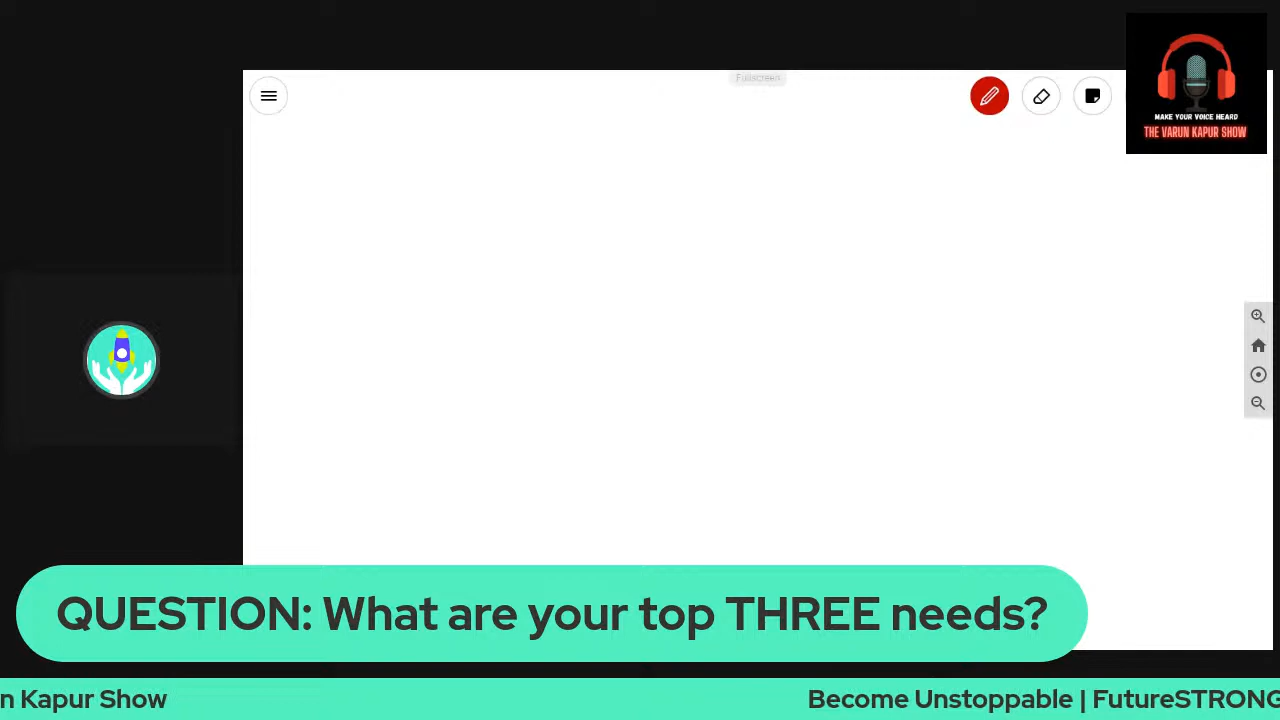 Fullscreen
MAKE YOUR VOICE HEARD
THE VARUN KAPUR SHOW
QUESTION: What are your top THREE needs?
n Kapur Show
Become Unstoppable | FutureSTRONG